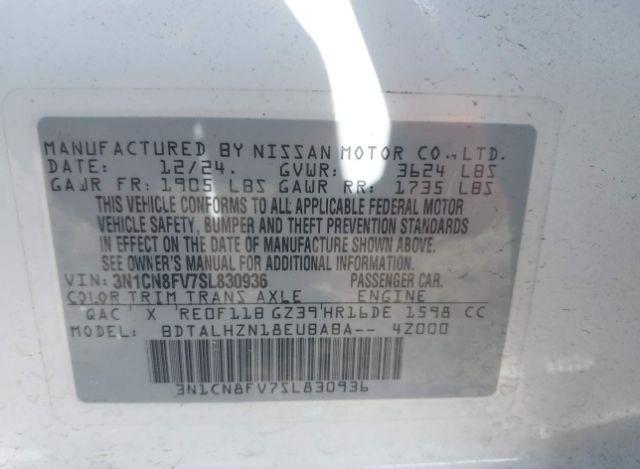 MANUFACTURED BY NISSAN MOTOR CO.,LTD.
DATE: 12/24. GVWR: 3624 LBS
GAWR FR: 1905 LBS GAWR RR: 1735 LBS
THIS VEHICLE CONFORMS TO ALL APPLICABLE FEDERAL MOTOR
VEHICLE SAFETY, BUMPER AND THEFT PREVENTION STANDARDS
IN EFFECT ON THE DATE OF MANUFACTURE SHOWN ABOVE.
SEE OWNER'S MANUAL FOR ADDITIONAL INFORMATION.
VIN: 3N1CN8FV7SL830936 PASSENGER CAR.
COLOR TRIM TRANS AXLE ENGINE
QAC X RE0F11B GZ39 HR16DE 1598 CC
MODEL: BDTALHZN18EUBABA-- 4Z000
3N1CN8FV7SL830936